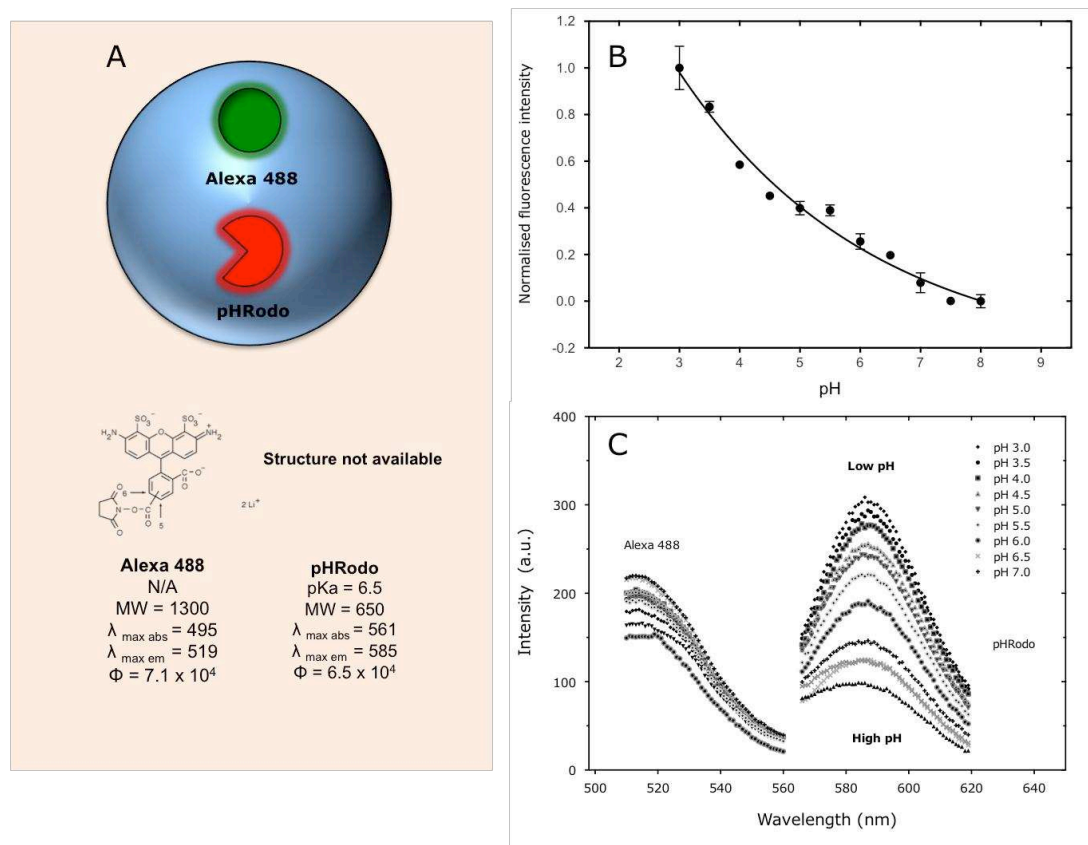 A
Alexa 488
pHRodo
SO₃⁻ SO₃⁻
H₂N O NH₂⁺
C-O⁻
O
O 6
N-O-C
O O 5
2 Li⁺
Structure not available
Alexa 488
N/A
MW = 1300
λ max abs = 495
λ max em = 519
Φ = 7.1 x 10⁴
pHRodo
pKa = 6.5
MW = 650
λ max abs = 561
λ max em = 585
Φ = 6.5 x 10⁴
B
Normalised fluorescence intensity
1.2
1.0
0.8
0.6
0.4
0.2
0.0
-0.2
2 3 4 5 6 7 8 9
pH
C
Intensity (a.u.)
400
300
200
100
0
Alexa 488
Low pH
High pH
pHRodo
pH 3.0
pH 3.5
pH 4.0
pH 4.5
pH 5.0
pH 5.5
pH 6.0
pH 6.5
pH 7.0
500 520 540 560 580 600 620 640
Wavelength (nm)